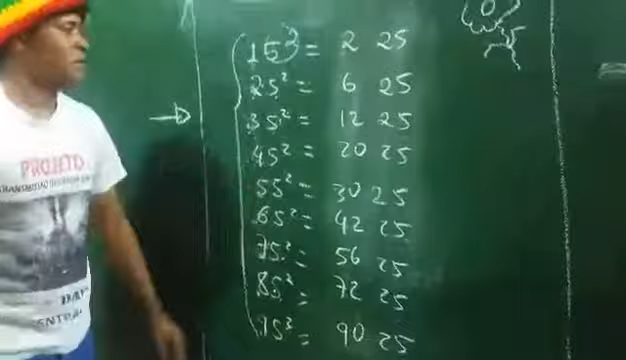 15² = 2 25
25² = 6 25
35² = 12 25
45² = 20 25
55² = 30 25
65² = 42 25
75² = 56 25
85² = 72 25
95² = 90 25
PROJETO